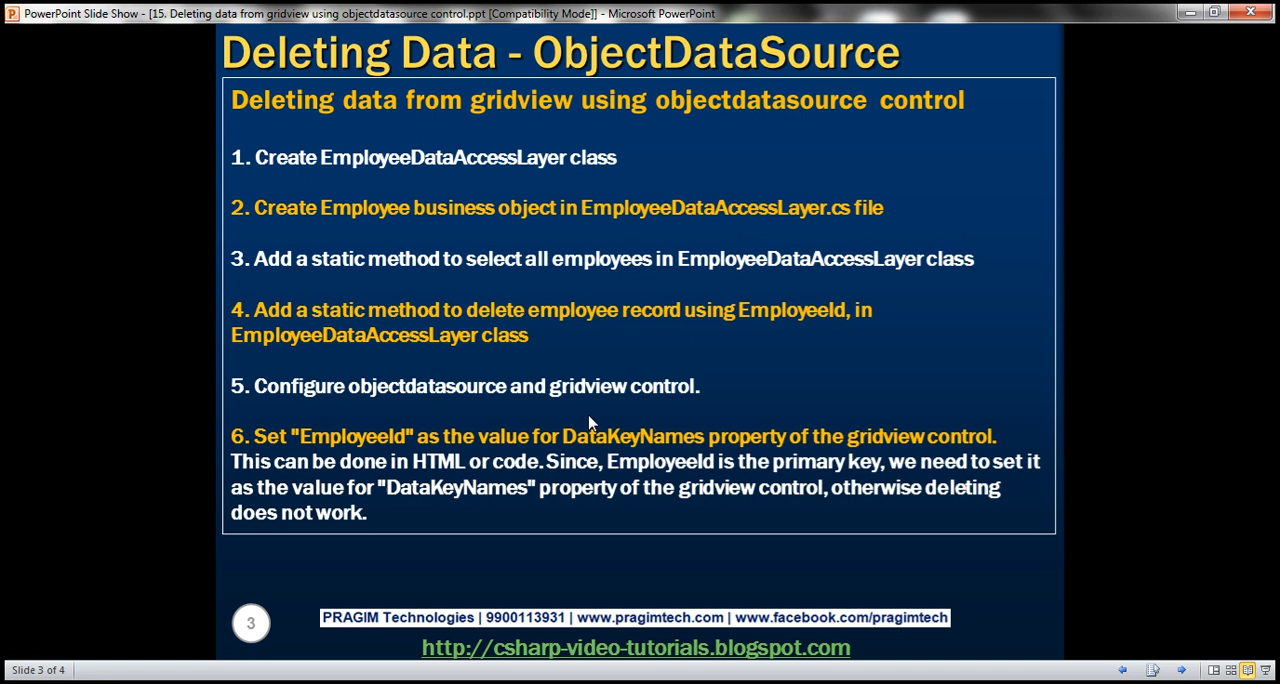 PowerPoint Slide Show - [15. Deleting data from gridview using objectdatasource control.ppt [Compatibility Mode]] - Microsoft PowerPoint
Deleting Data - ObjectDataSource
Deleting data from gridview using objectdatasource control
1. Create EmployeeDataAccessLayer class
2. Create Employee business object in EmployeeDataAccessLayer.cs file
3. Add a static method to select all employees in EmployeeDataAccessLayer class
4. Add a static method to delete employee record using EmployeeId, in
EmployeeDataAccessLayer class
5. Configure objectdatasource and gridview control.
6. Set "EmployeeId" as the value for DataKeyNames property of the gridview control.
This can be done in HTML or code. Since, EmployeeId is the primary key, we need to set it
as the value for "DataKeyNames" property of the gridview control, otherwise deleting
does not work.
3
PRAGIM Technologies | 9900113931 | www.pragimtech.com | www.facebook.com/pragimtech
http://csharp-video-tutorials.blogspot.com
Slide 3 of 4